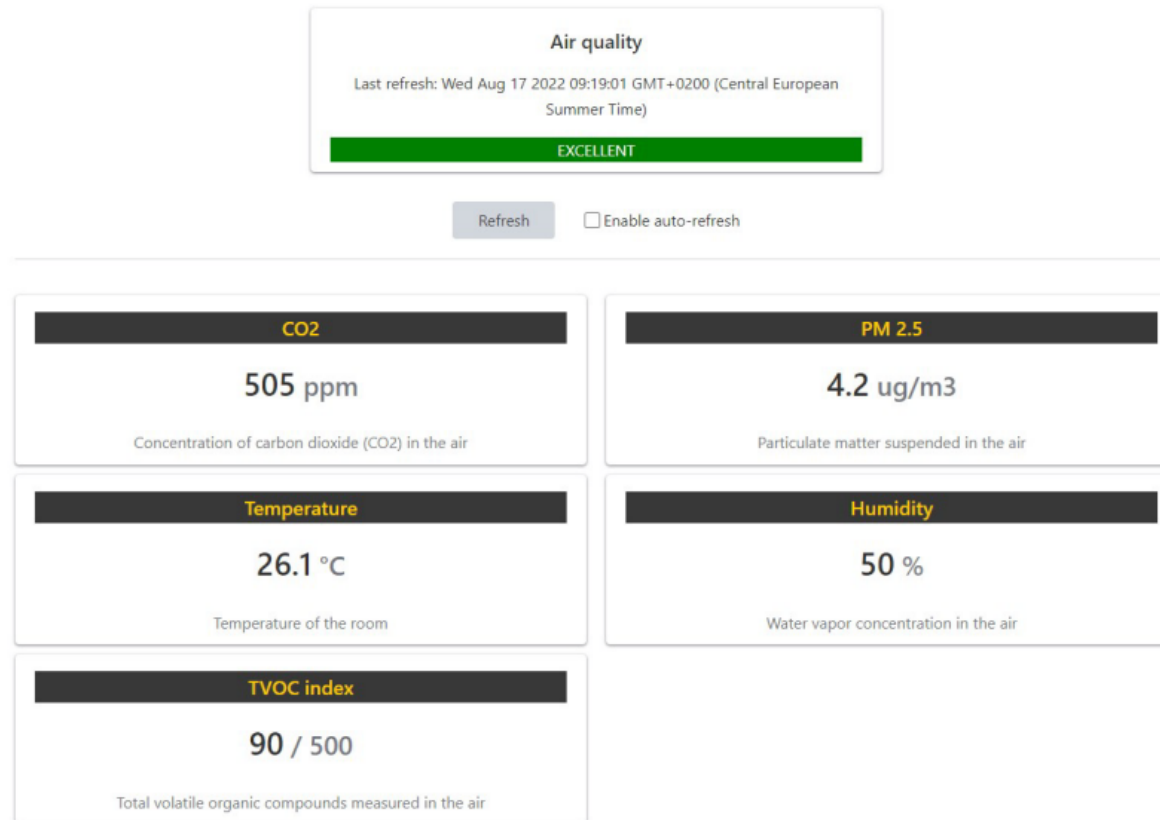 Air quality
Last refresh: Wed Aug 17 2022 09:19:01 GMT+0200 (Central European
Summer Time)
EXCELLENT
Refresh
Enable auto-refresh
CO2
505 ppm
Concentration of carbon dioxide (CO2) in the air
PM 2.5
4.2 ug/m3
Particulate matter suspended in the air
Temperature
26.1 °C
Temperature of the room
Humidity
50 %
Water vapor concentration in the air
TVOC index
90 / 500
Total volatile organic compounds measured in the air